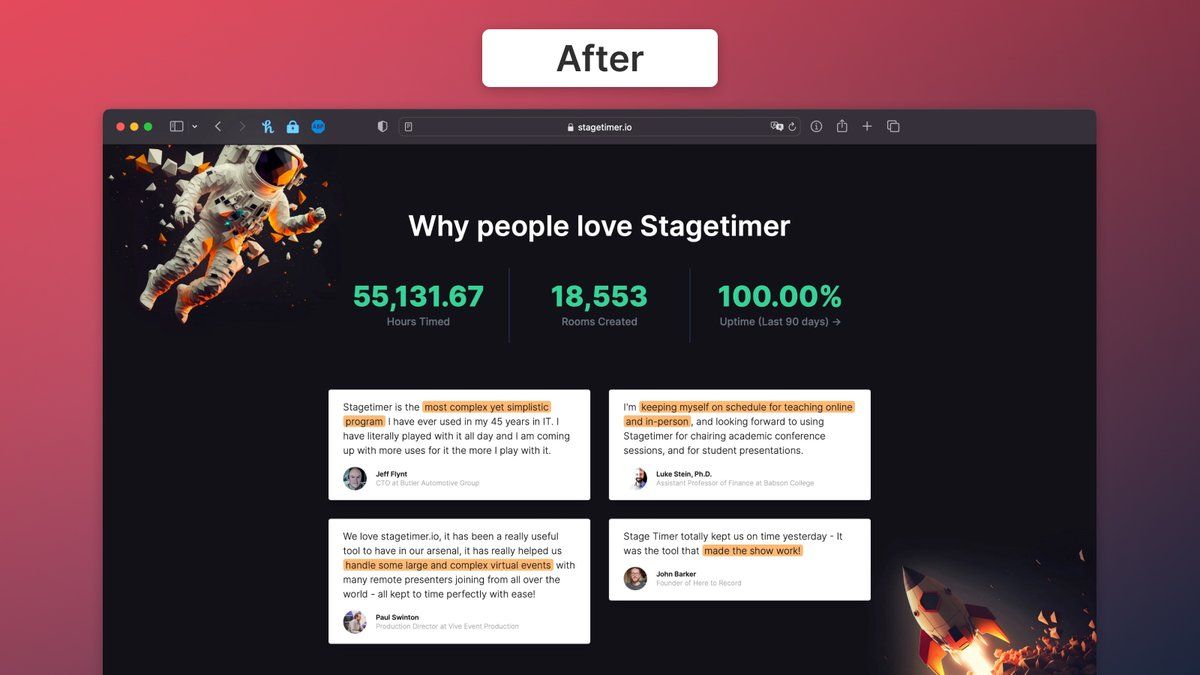 After
stagetimer.io
Why people love Stagetimer
55,131.67
Hours Timed
18,553
Rooms Created
100.00%
Uptime (Last 90 days) →
Stagetimer is the most complex yet simplistic
program I have ever used in my 45 years in IT. I
have literally played with it all day and I am coming
up with more uses for it the more I play with it.
Jeff Flynt
CTO at Butler Automotive Group
I'm keeping myself on schedule for teaching online
and in-person, and looking forward to using
Stagetimer for chairing academic conference
sessions, and for student presentations.
Luke Stein, Ph.D.
Assistant Professor of Finance at Babson College
We love stagetimer.io, it has been a really useful
tool to have in our arsenal, it has really helped us
handle some large and complex virtual events with
many remote presenters joining from all over the
world - all kept to time perfectly with ease!
Paul Swinton
Production Director at Vive Event Production
Stage Timer totally kept us on time yesterday - It
was the tool that made the show work!
John Barker
Founder of Here to Record